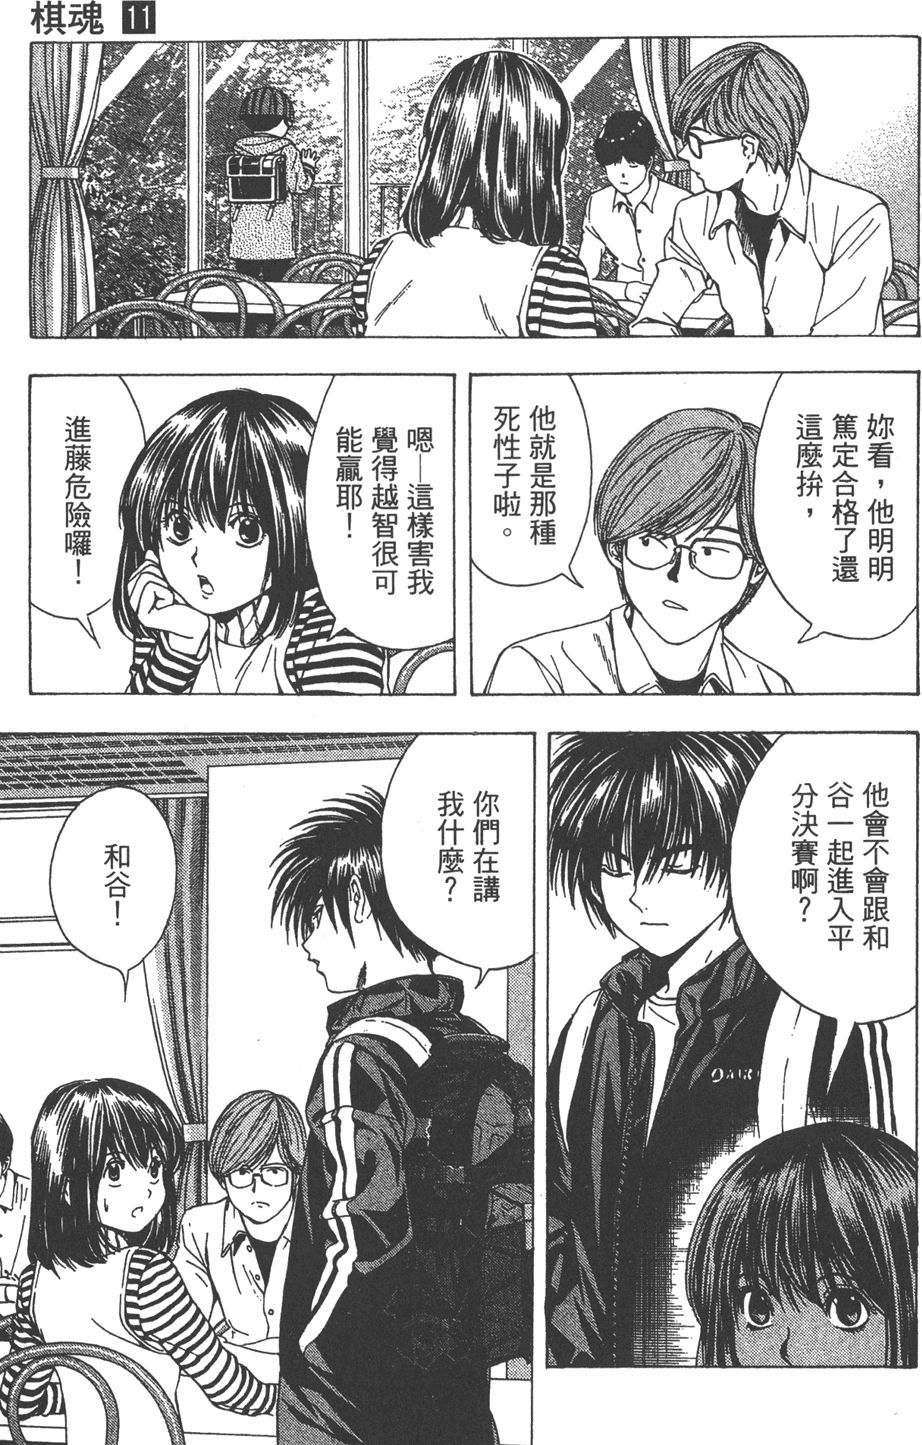 棋魂 11
妳看，他明明
篤定合格了還
這麼拚，
他就是那種
死性子啦。
嗯—這樣害我
覺得越智很可
能贏耶！
進藤危險囉！
他會不會跟和
谷一起進入平
分決賽啊？
你們在講
我什麼？
和谷！